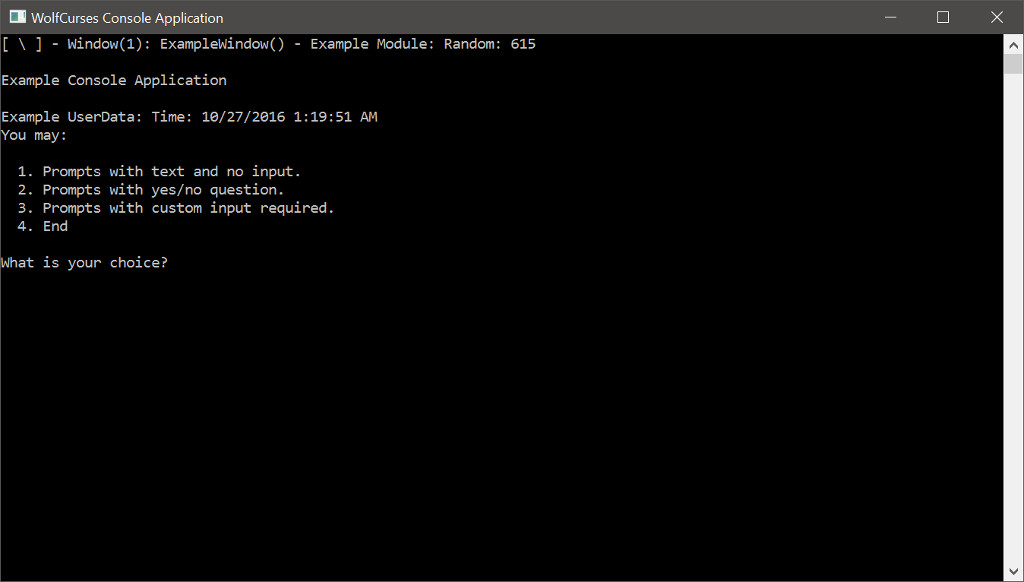 WolfCurses Console Application
[ \ ] - Window(1): ExampleWindow() - Example Module: Random: 615
Example Console Application
Example UserData: Time: 10/27/2016 1:19:51 AM
You may:
1. Prompts with text and no input.
2. Prompts with yes/no question.
3. Prompts with custom input required.
4. End
What is your choice?